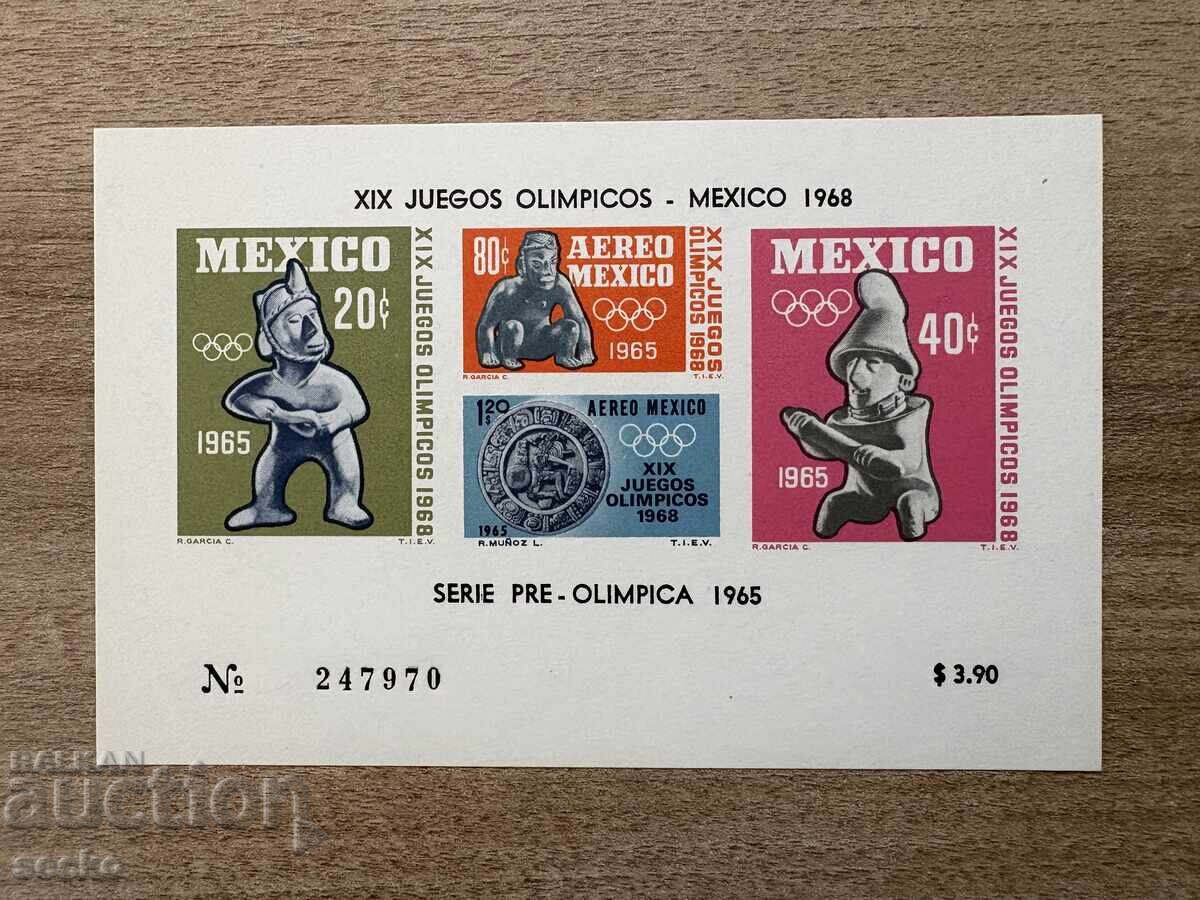 XIX JUEGOS OLIMPICOS - MEXICO 1968
MEXICO
20¢
1965
XIX JUEGOS OLIMPICOS 1968
R. GARCIA C.
T.I.E.V.
80¢
AEREO
MEXICO
1965
XIX JUEGOS
OLIMPICOS 1968
R. GARCIA C.
T.I.E.V.
1.20
$
AEREO MEXICO
XIX
JUEGOS
OLIMPICOS
1968
1965
R. MUÑOZ L.
T.I.E.V.
MEXICO
40¢
1965
XIX JUEGOS OLIMPICOS 1968
R. GARCIA C.
T.I.E.V.
SERIE PRE-OLIMPICA 1965
№ 247970
$ 3.90
BALKAN
auction
secko